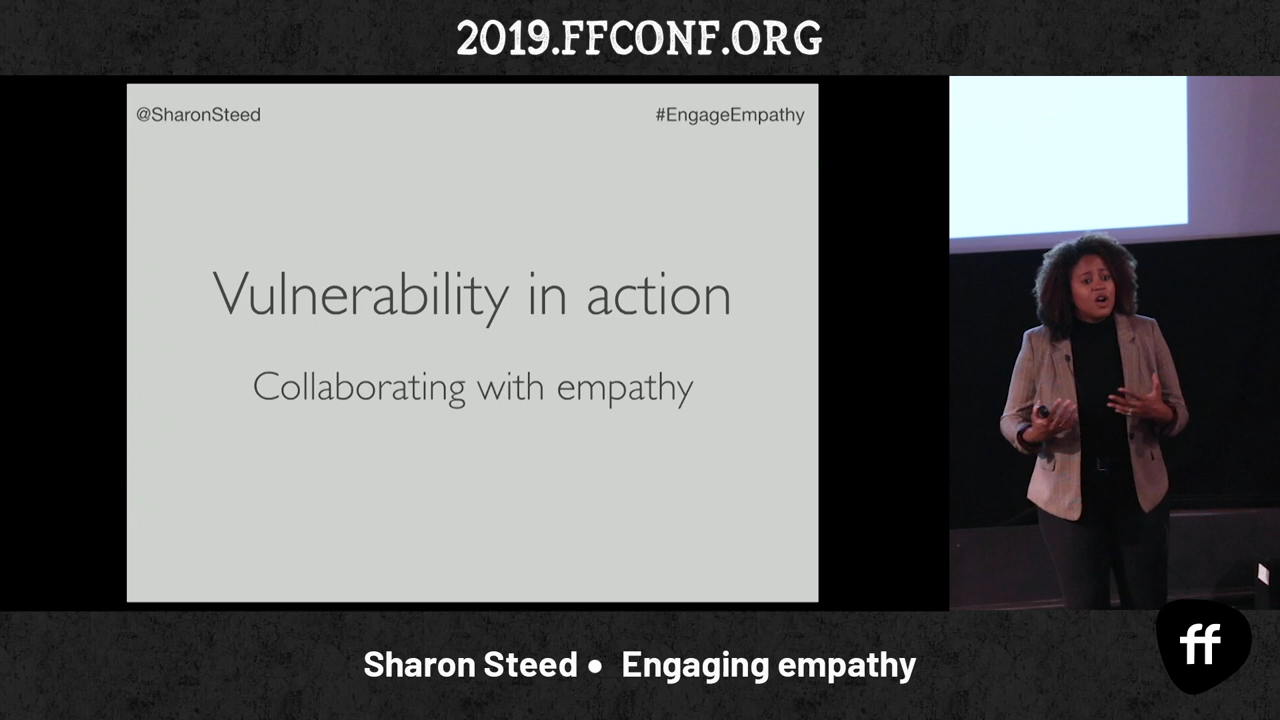 2019.FFCONF.ORG
@SharonSteed
#EngageEmpathy
Vulnerability in action
Collaborating with empathy
Sharon Steed • Engaging empathy
ff